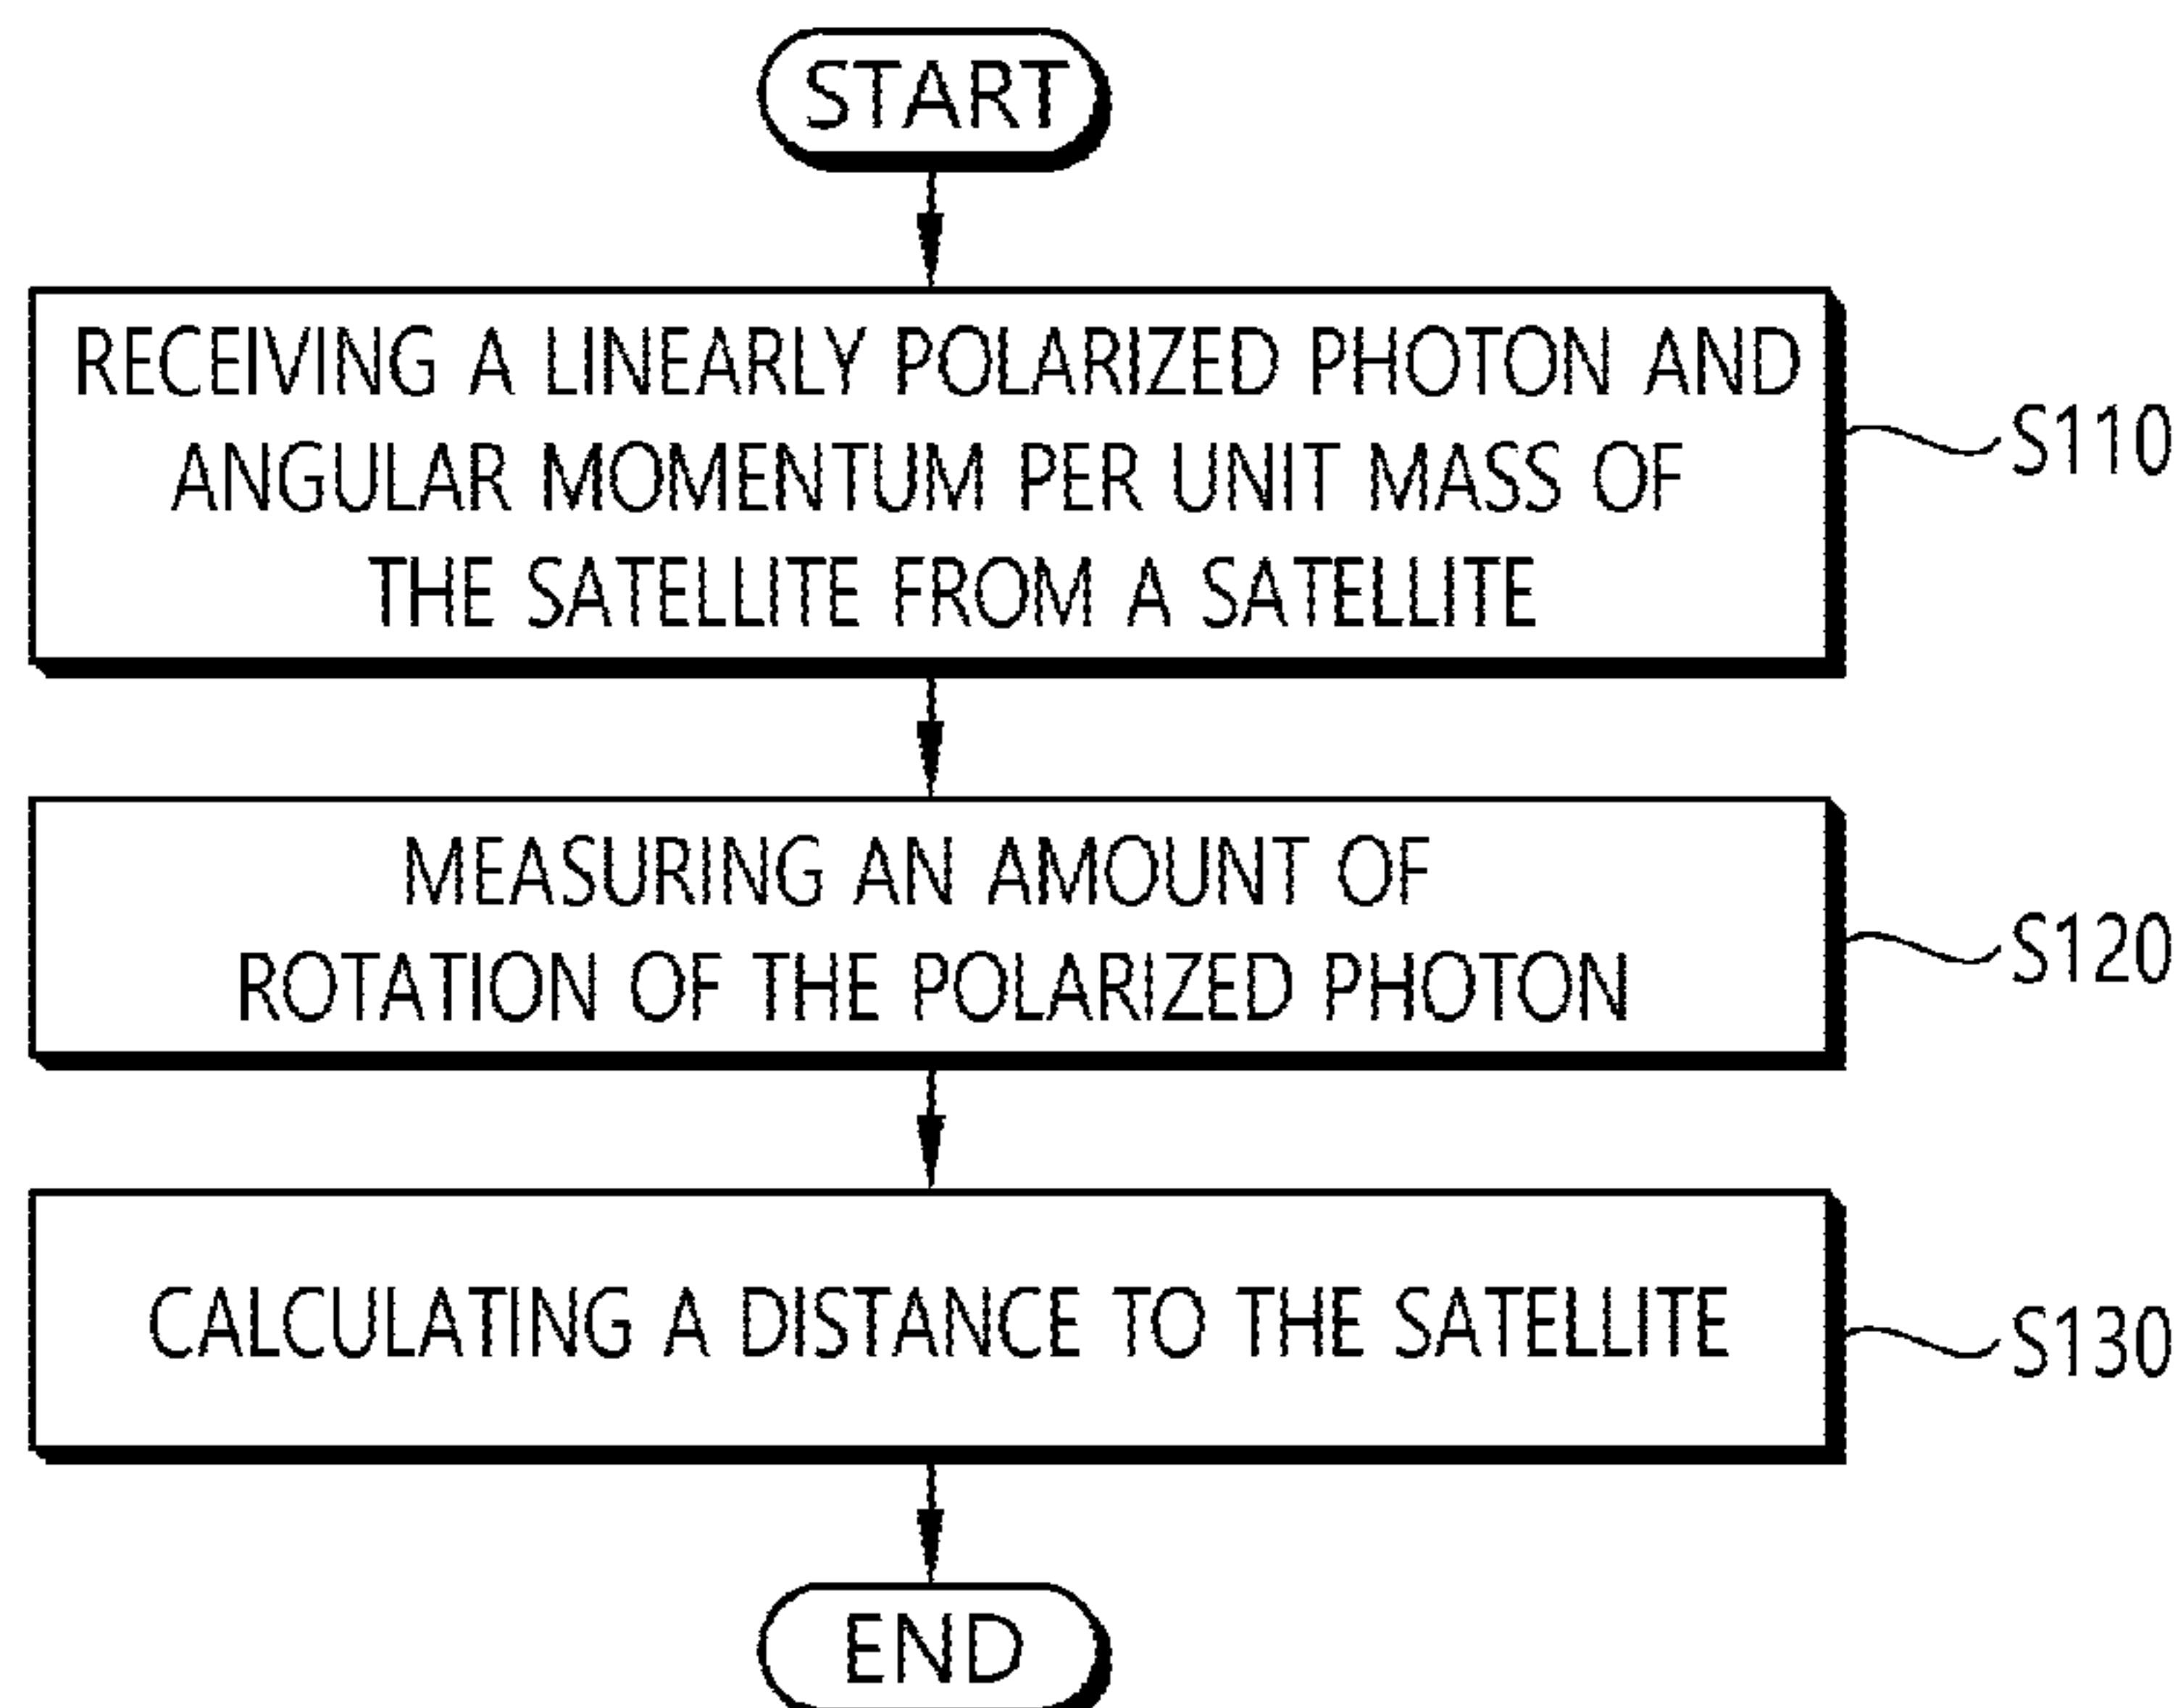 START
RECEIVING A LINEARLY POLARIZED PHOTON AND
ANGULAR MOMENTUM PER UNIT MASS OF
THE SATELLITE FROM A SATELLITE
S110
MEASURING AN AMOUNT OF
ROTATION OF THE POLARIZED PHOTON
S120
CALCULATING A DISTANCE TO THE SATELLITE
S130
END